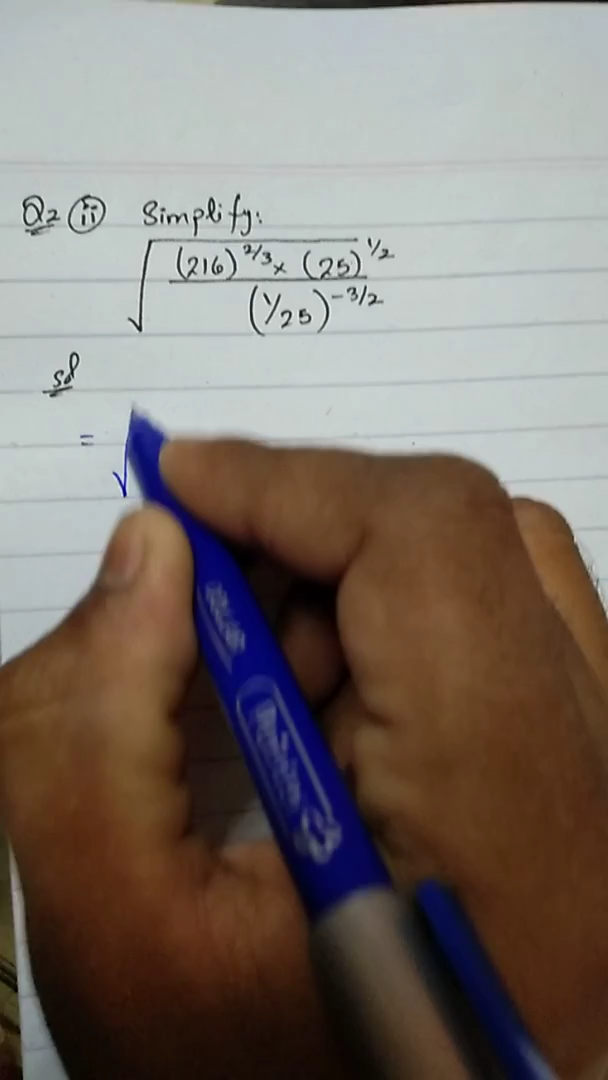 Q2 (ii) Simplify:
√((216)^2/3 x (25)^1/2 / (1/25)^-3/2)
Sol
= √